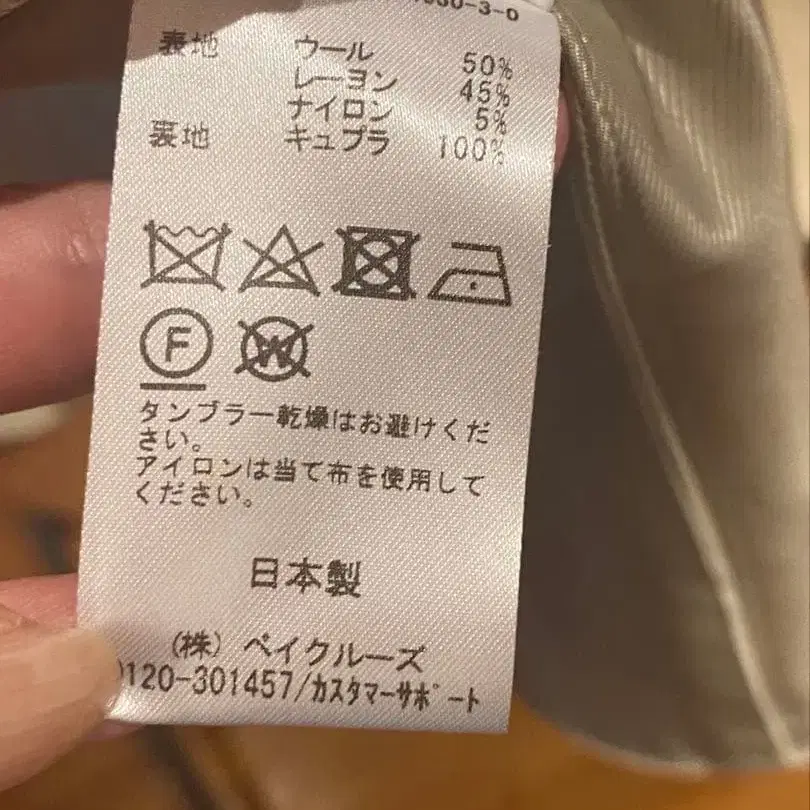 表地 ウール 50%
レーヨン 45%
ナイロン 5%
裏地 キュプラ 100%
F W
タンブラー乾燥はお避けくだ
さい。
アイロンは当て布を使用して
ください。
日本製
(株) ベイクルーズ
0120-301457/カスタマーサポート